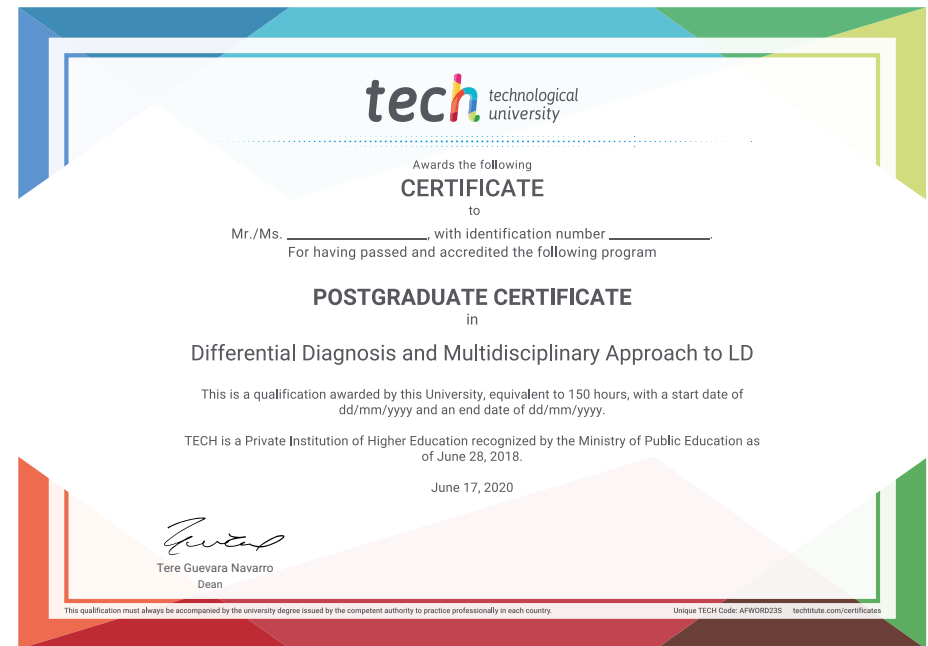 tech technological
university
Awards the following
CERTIFICATE
to
Mr./Ms. ____________________, with identification number ______________.
For having passed and accredited the following program
POSTGRADUATE CERTIFICATE
in
Differential Diagnosis and Multidisciplinary Approach to LD
This is a qualification awarded by this University, equivalent to 150 hours, with a start date of
dd/mm/yyyy and an end date of dd/mm/yyyy.
TECH is a Private Institution of Higher Education recognized by the Ministry of Public Education as
of June 28, 2018.
June 17, 2020
Tere Guevara Navarro
Dean
This qualification must always be accompanied by the university degree issued by the competent authority to practice professionally in each country.
Unique TECH Code: AFWORD23S techtitute.com/certificates